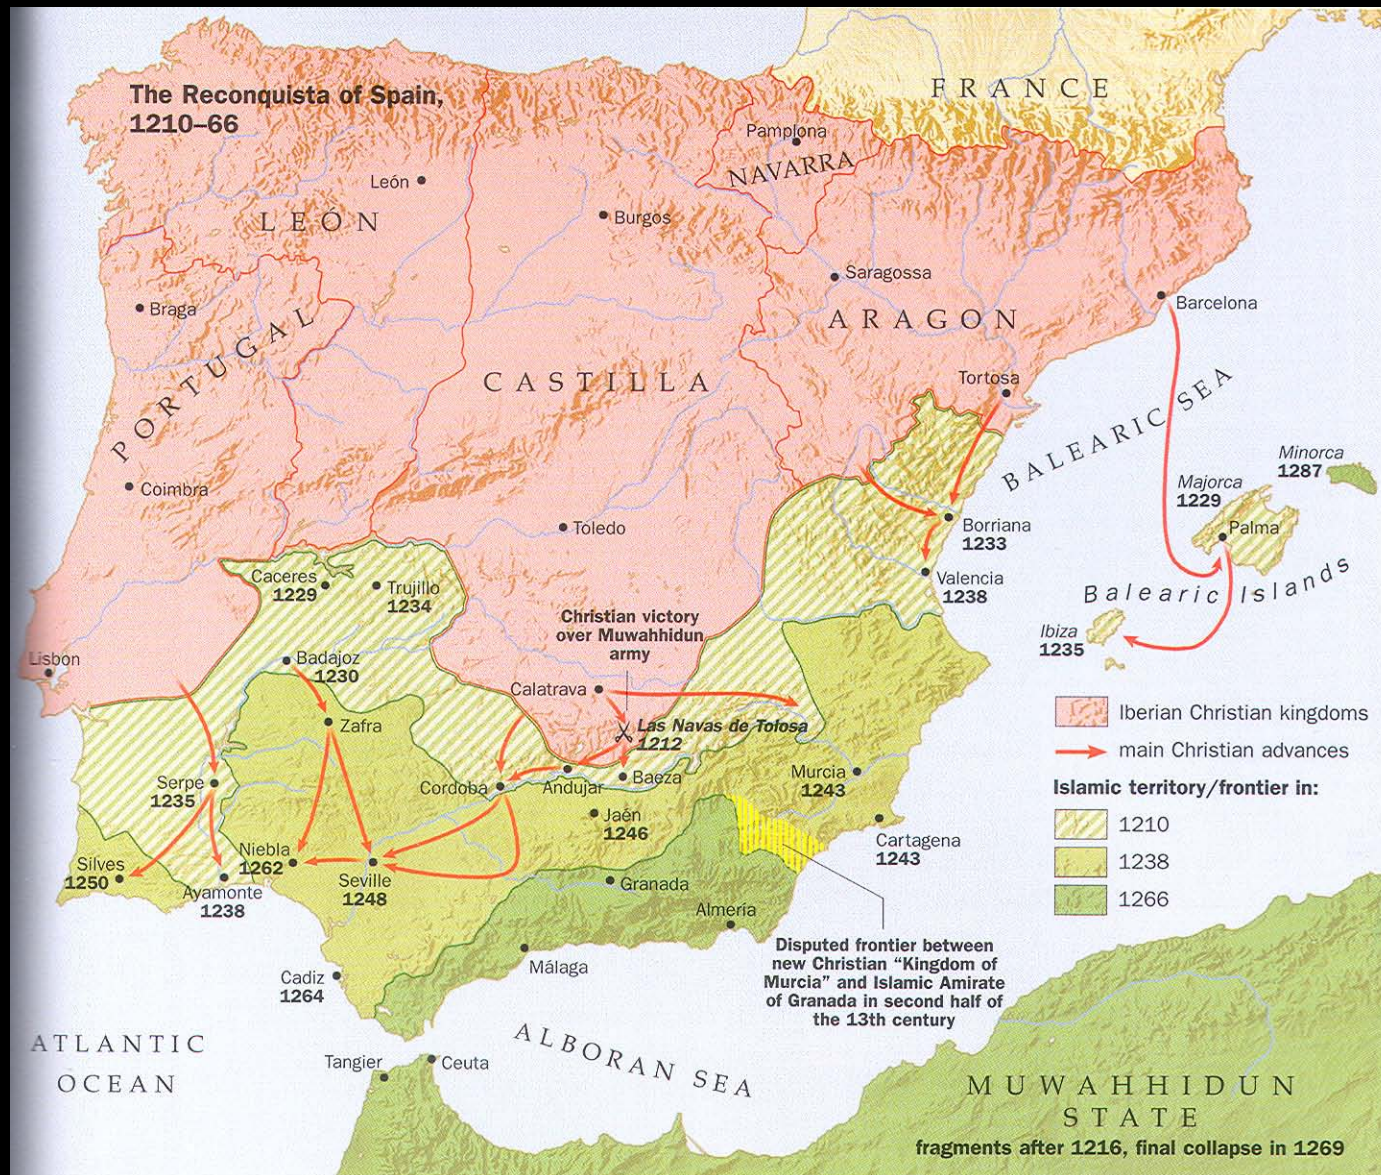 The Reconquista of Spain,
1210–66
FRANCE
Pamplona
NAVARRA
León
LEÓN
Burgos
Saragossa
Braga
Barcelona
ARAGON
PORTUGAL
CASTILLA
Tortosa
BALEARIC SEA
Coimbra
Minorca
1287
Majorca
1229
Palma
Toledo
Borriana
1233
Caceres
1229
Trujillo
1234
Valencia
1238
Balearic Islands
Christian victory
over Muwahhidun
army
Ibiza
1235
Lisbon
Badajoz
1230
Calatrava
Zafra
Las Navas de Tolosa
1212
Iberian Christian kingdoms
main Christian advances
Islamic territory/frontier in:
1210
1238
1266
Serpe
1235
Cordoba
Andujar
Baeza
Murcia
1243
Jaén
1246
Cartagena
1243
Silves
1250
Niebla
1262
Ayamonte
1238
Seville
1248
Granada
Almería
Disputed frontier between
new Christian “Kingdom of
Murcia” and Islamic Amirate
of Granada in second half of
the 13th century
Málaga
Cadiz
1264
ATLANTIC
OCEAN
ALBORAN SEA
Tangier
Ceuta
MUWAHHIDUN
STATE
fragments after 1216, final collapse in 1269